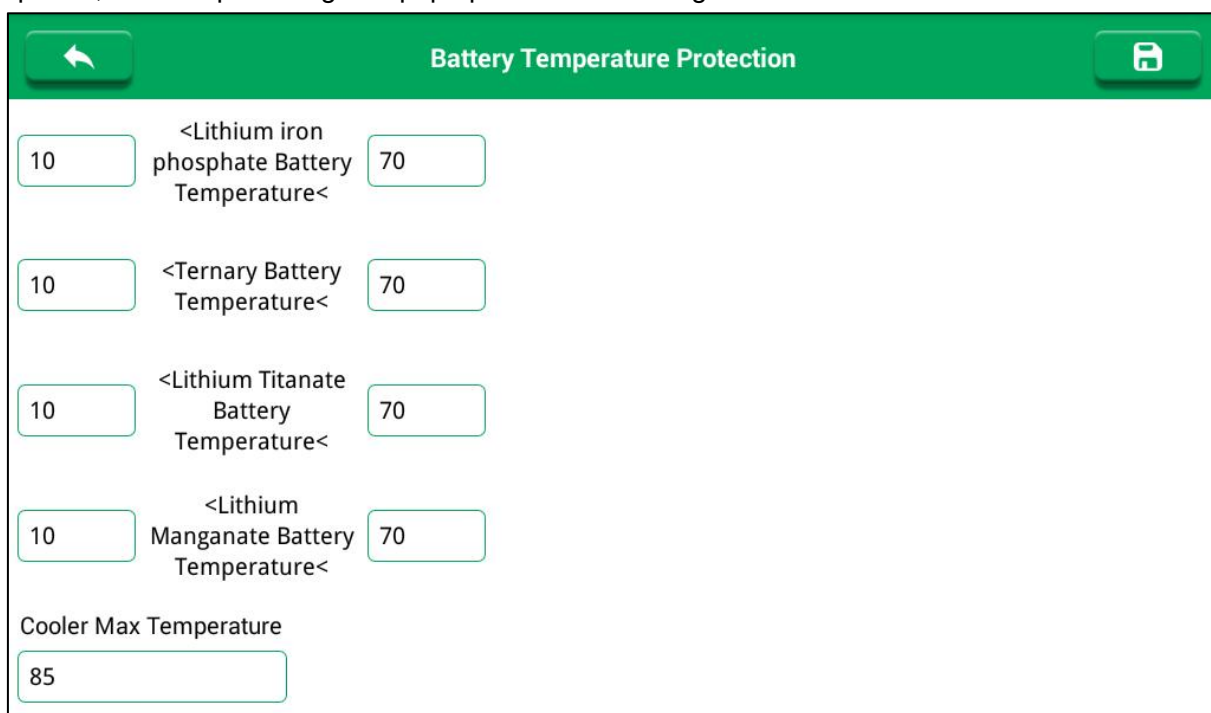 Battery Temperature Protection
<Lithium iron
10 phosphate Battery 70
Temperature<
10 <Ternary Battery 70
Temperature<
<Lithium Titanate
10 Battery 70
Temperature<
<Lithium
10 Manganate Battery 70
Temperature<
Cooler Max Temperature
85